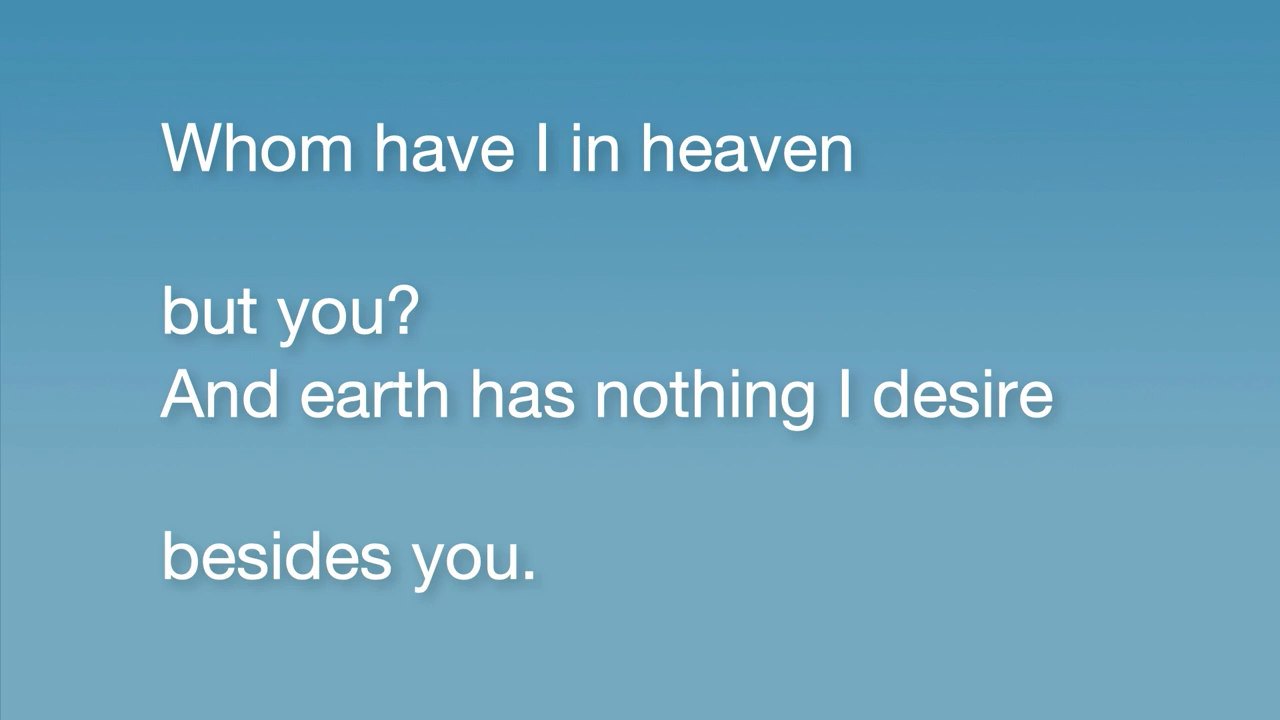 Whom have I in heaven
but you?
And earth has nothing I desire
besides you.